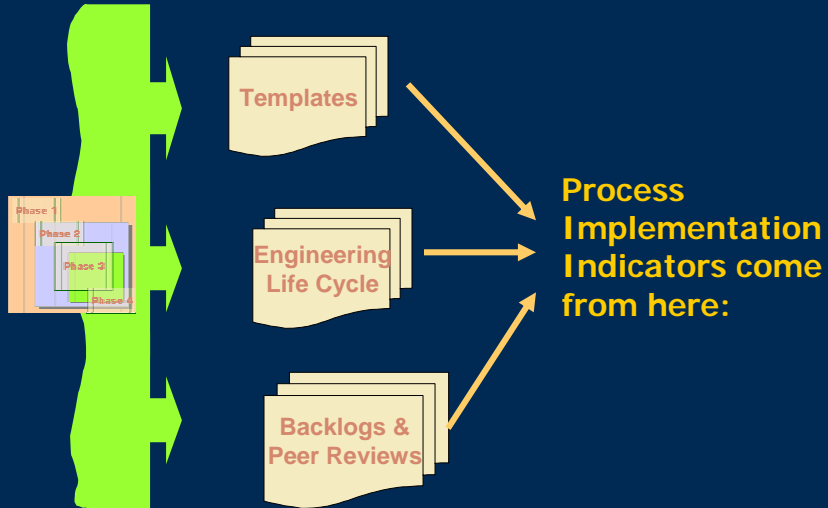 Templates
Phase 1
Phase 2
Phase 3
Phase 4
Engineering
Life Cycle
Process
Implementation
Indicators come
from here:
Backlogs &
Peer Reviews